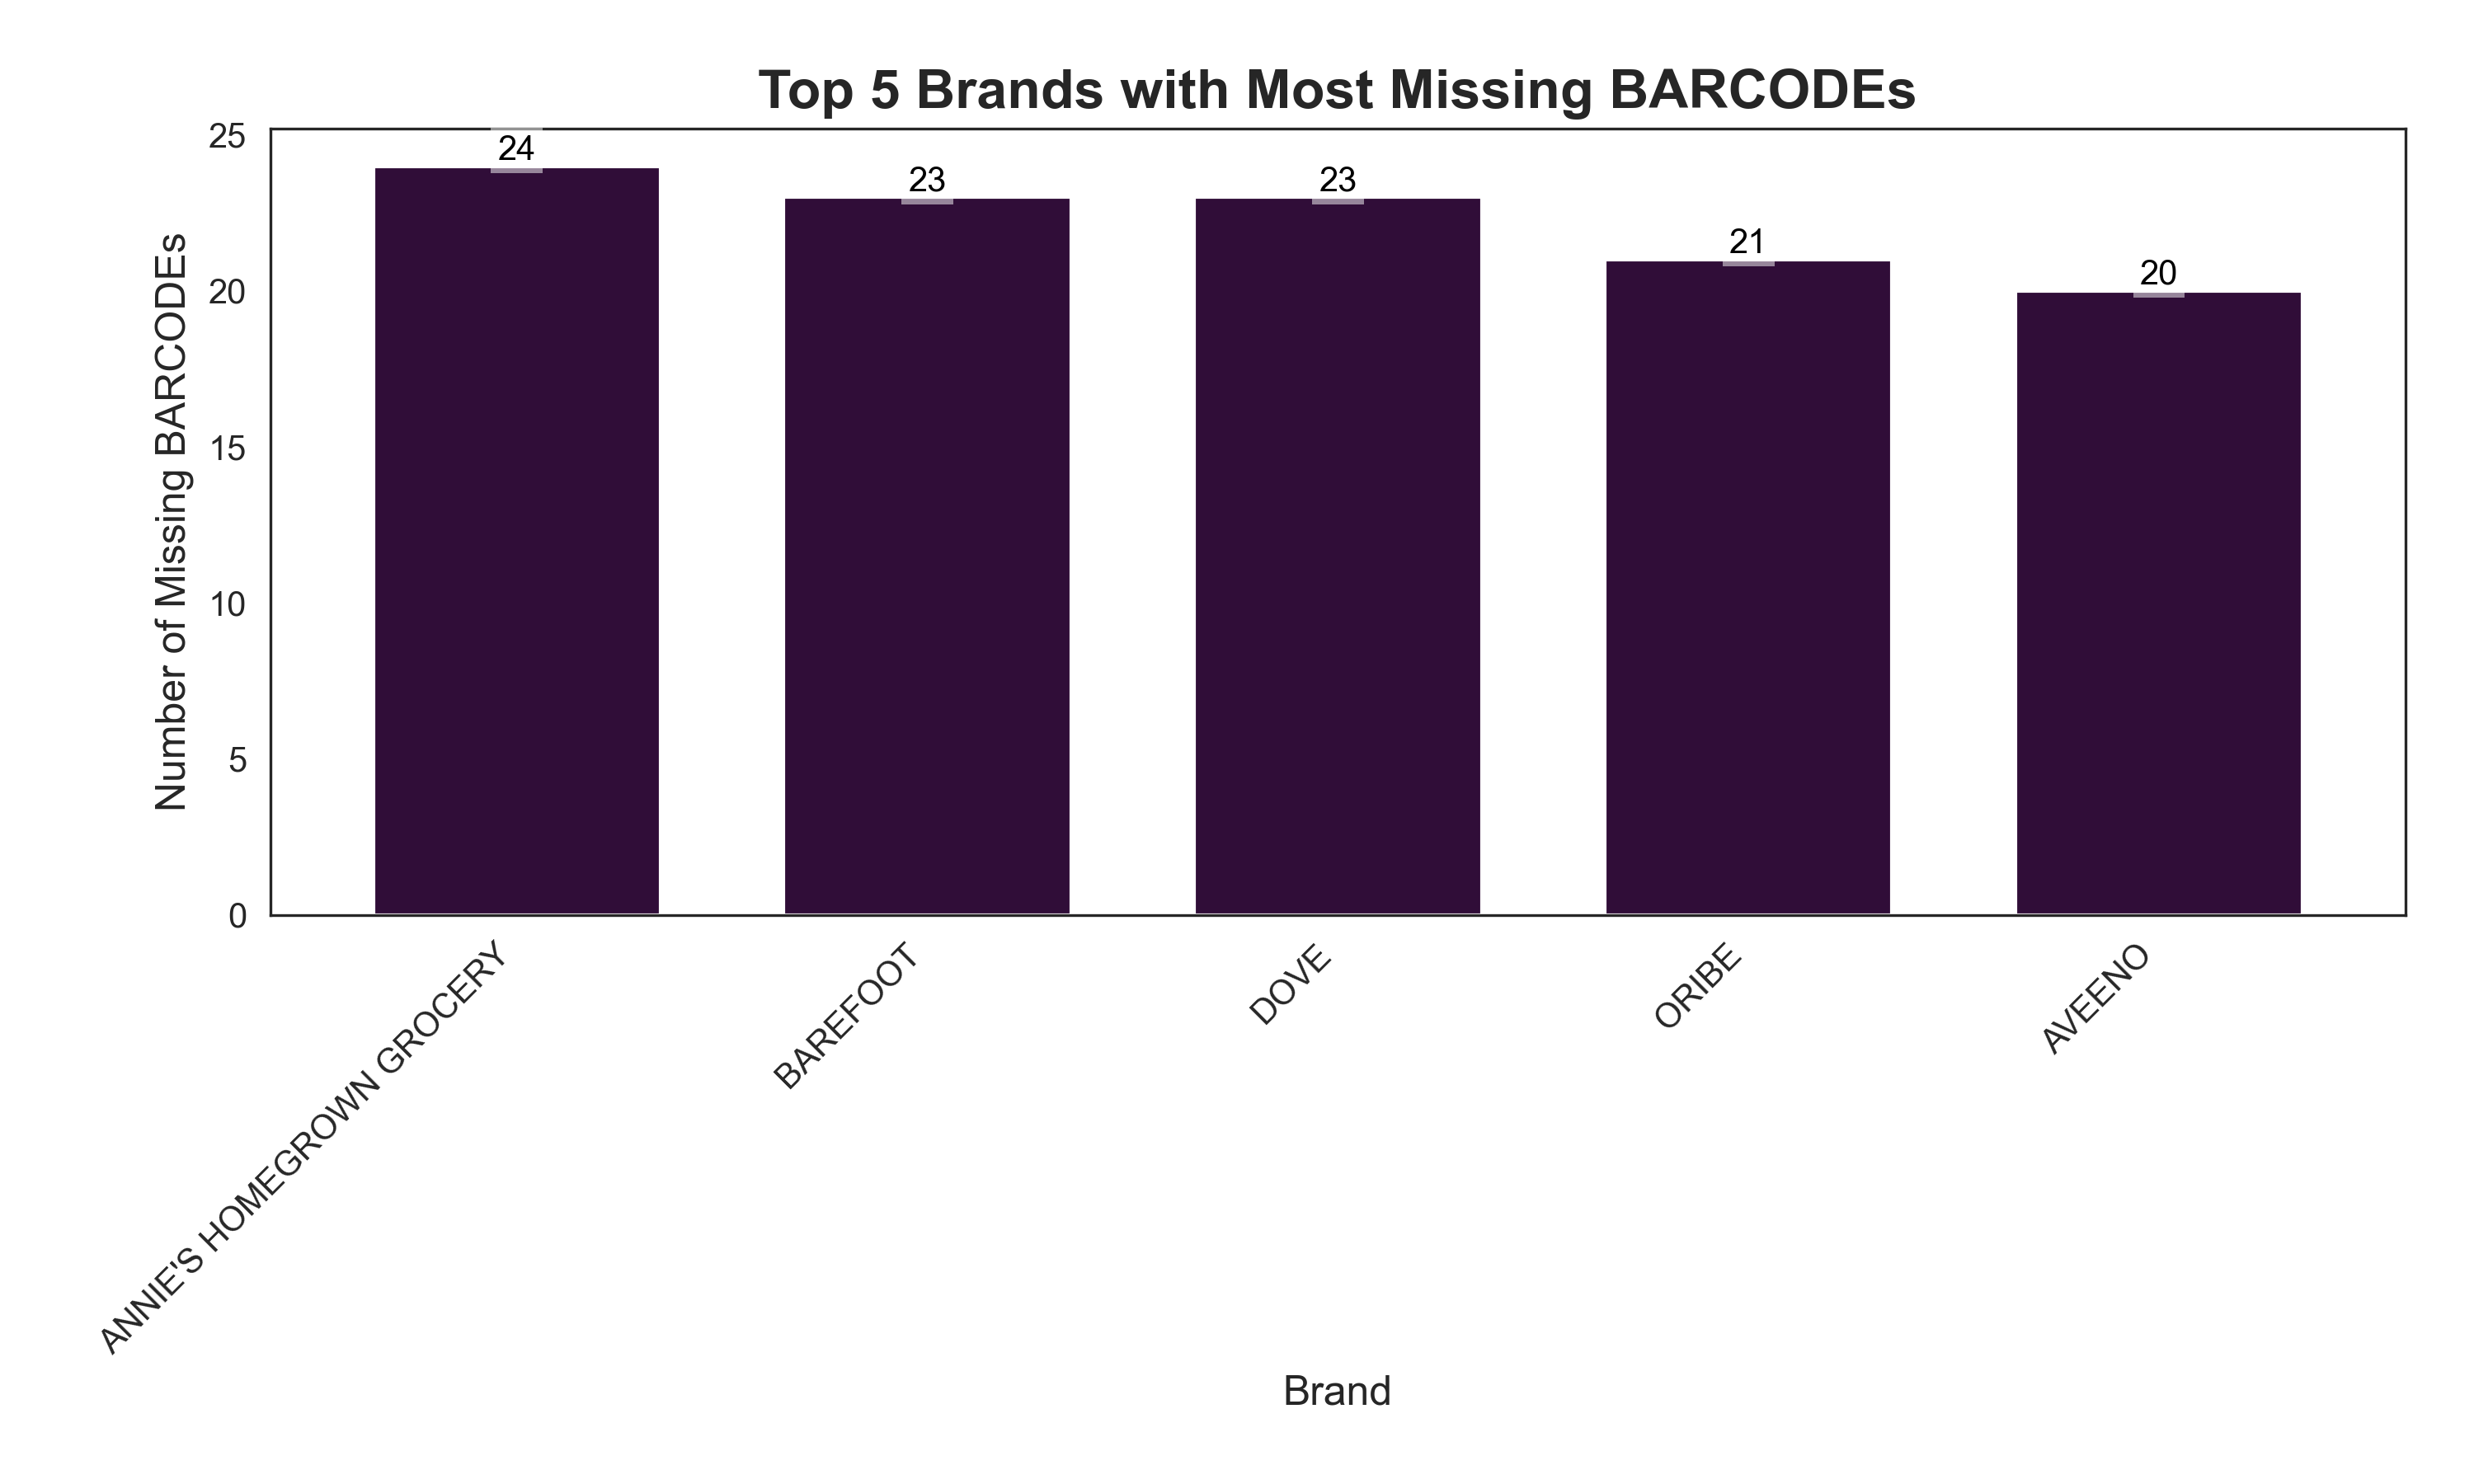 Top 5 Brands with Most Missing BARCODEs
Number of Missing BARCODEs
25
20
15
10
5
0
24
23
23
21
20
ANNIE'S HOMEGROWN GROCERY
BAREFOOT
DOVE
ORIBE
AVEENO
Brand